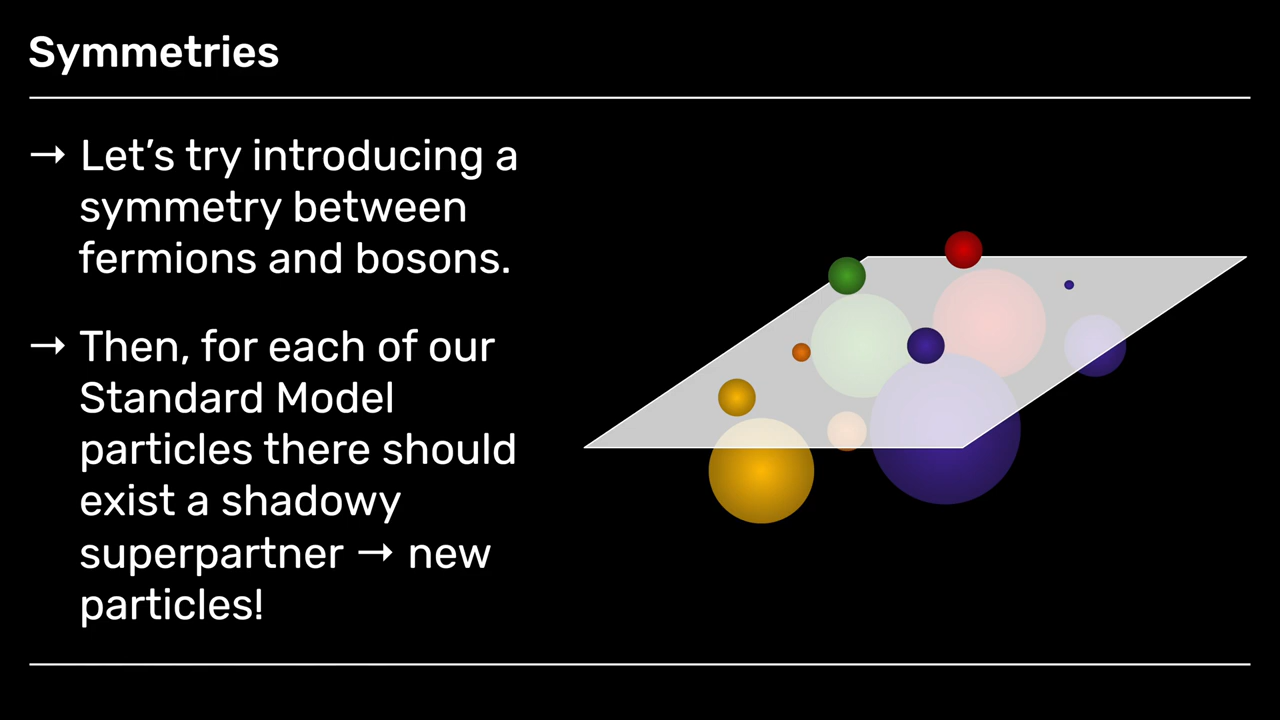 Symmetries
→ Let’s try introducing a
symmetry between
fermions and bosons.
→ Then, for each of our
Standard Model
particles there should
exist a shadowy
superpartner → new
particles!